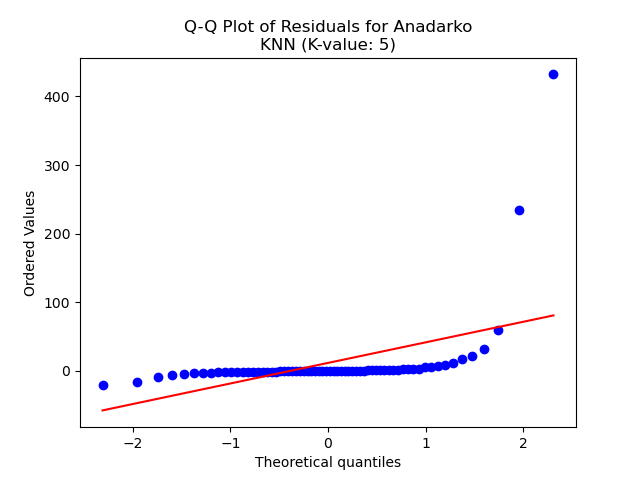 Q-Q Plot of Residuals for Anadarko
KNN (K-value: 5)
400
300
200
100
0
Ordered Values
−2
−1
0
1
2
Theoretical quantiles